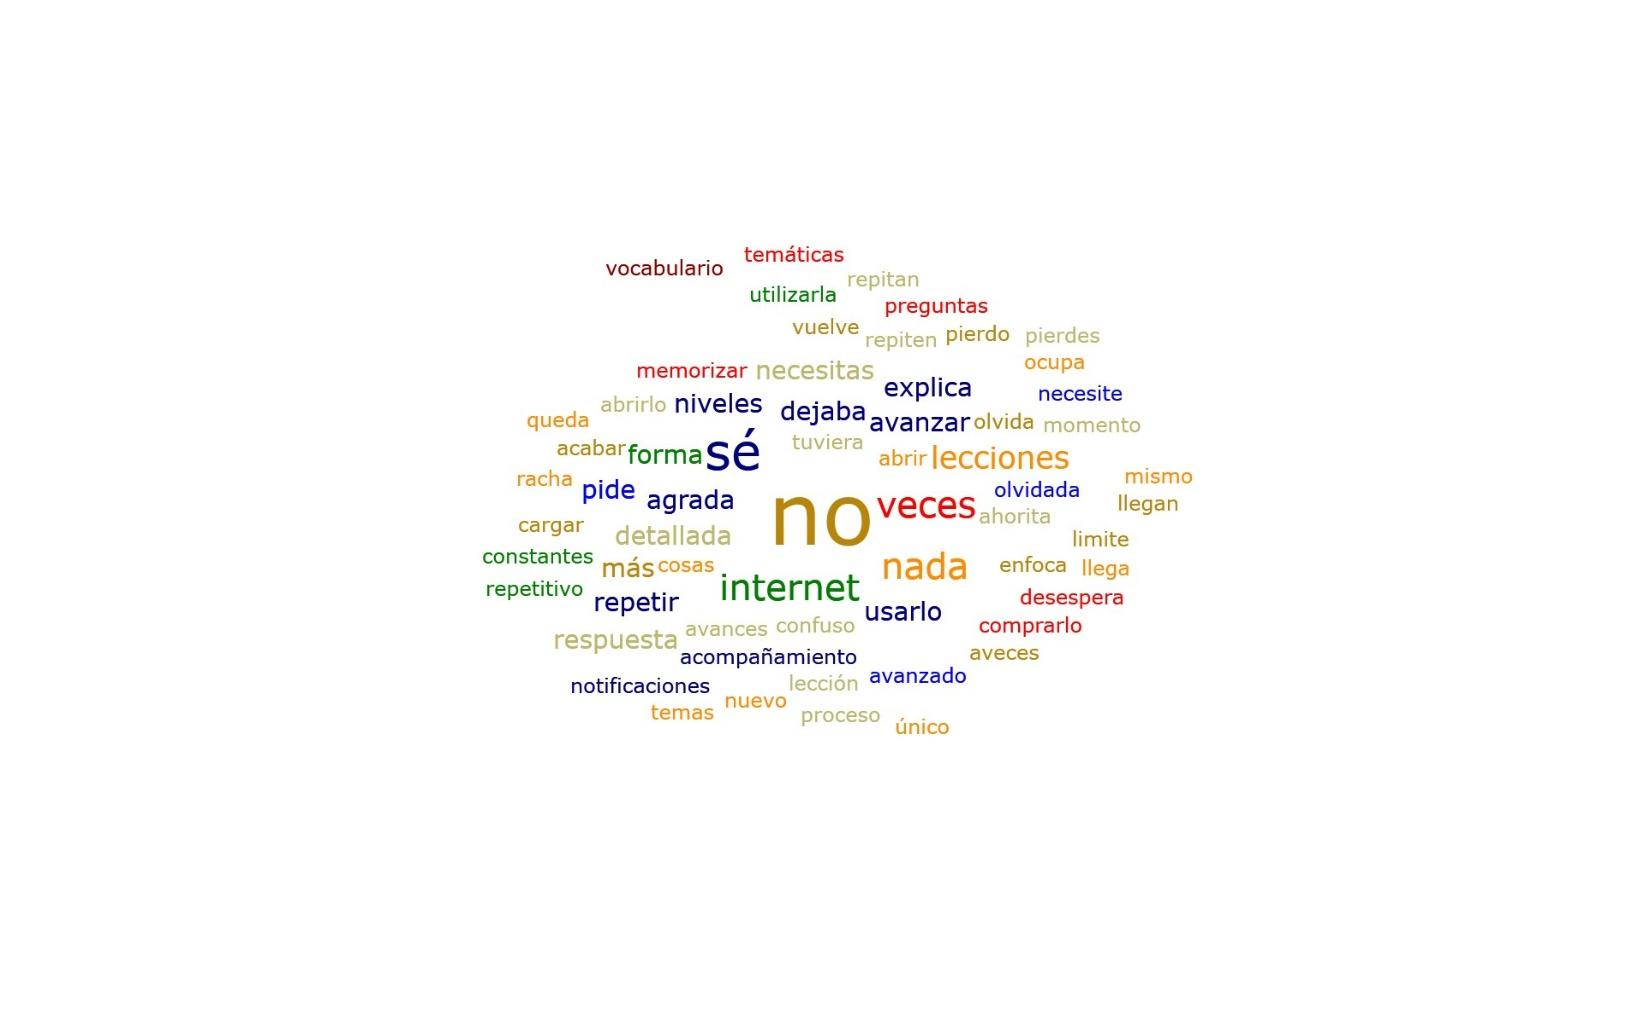 temáticas
vocabulario
repitan
utilizarla
preguntas
vuelve
repiten
pierdo
pierdes
ocupa
memorizar
necesitas
explica
necesite
abrirlo
niveles
dejaba
queda
avanzar
olvida
momento
acabar
forma
sé
tuviera
abrir
lecciones
racha
pide
agrada
no
veces
olvidada
mismo
llegan
ahorita
cargar
detallada
limite
constantes
más
cosas
nada
enfoca
llega
repetitivo
repetir
internet
usarlo
desespera
respuesta
avances
confuso
comprarlo
acompañamiento
aveces
notificaciones
lección
avanzado
temas
nuevo
proceso
único